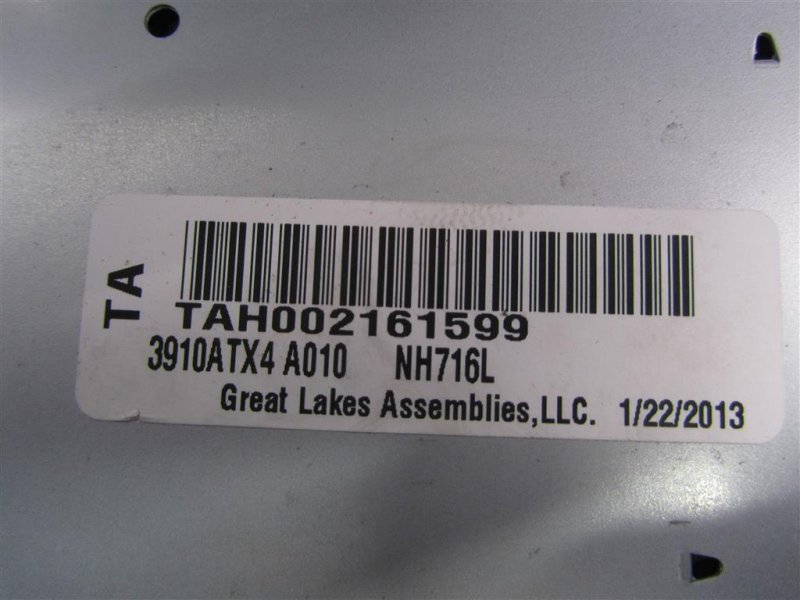 TA
TAH002161599
3910ATX4 A010 NH716L
Great Lakes Assemblies,LLC. 1/22/2013